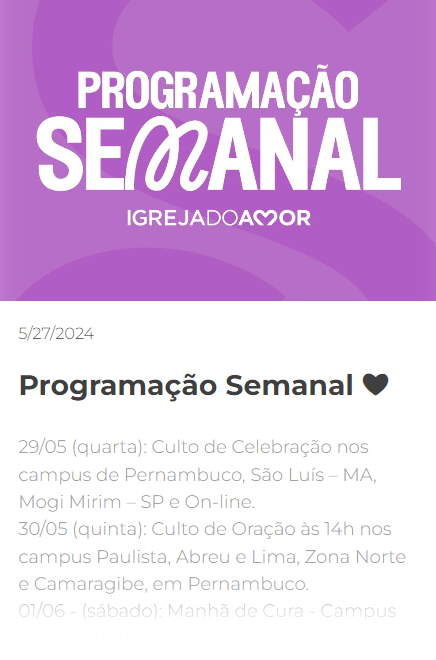 PROGRAMAÇÃO
SEMANAL
IGREJADOAMOR
5/27/2024
Programação Semanal 🖤
29/05 (quarta): Culto de Celebração nos
campus de Pernambuco, São Luís – MA,
Mogi Mirim – SP e On-line.
30/05 (quinta): Culto de Oração às 14h nos
campus Paulista, Abreu e Lima, Zona Norte
e Camaragibe, em Pernambuco.
01/06 - (sábado): Manhã de Cura - Campus